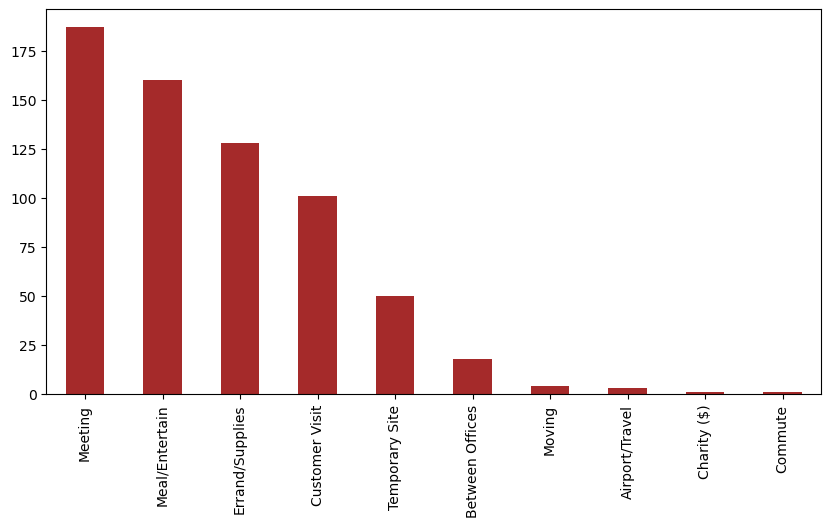 175
150
125
100
75
50
25
0
Meeting
Meal/Entertain
Errand/Supplies
Customer Visit
Temporary Site
Between Offices
Moving
Airport/Travel
Charity ($)
Commute